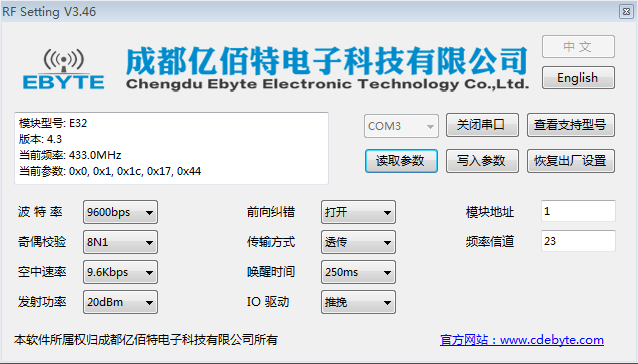 RF Setting V3.46
EBYTE
成都亿佰特电子科技有限公司
Chengdu Ebyte Electronic Technology Co.,Ltd.
中 文
English
模块型号: E32
版本: 4.3
当前频率: 433.0MHz
当前参数: 0x0, 0x1, 0x1c, 0x17, 0x44
COM3
关闭串口
查看支持型号
读取参数
写入参数
恢复出厂设置
波 特 率 9600bps 前向纠错 打开 模块地址 1
奇偶校验 8N1 传输方式 透传 频率信道 23
空中速率 9.6Kbps 唤醒时间 250ms
发射功率 20dBm IO 驱动 推挽
本软件所属权归成都亿佰特电子科技有限公司所有 官方网站：www.cdebyte.com